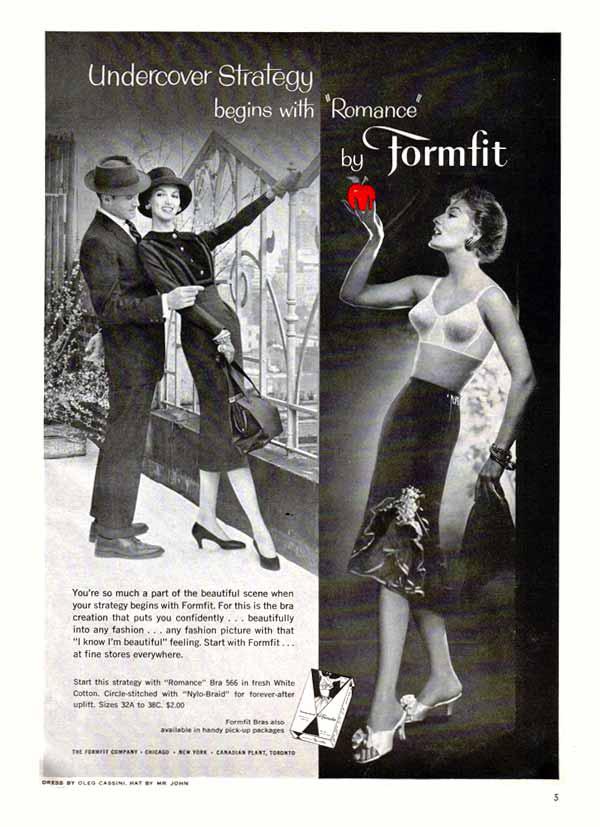 Undercover Strategy
begins with "Romance"
by Formfit
You're so much a part of the beautiful scene when
your strategy begins with Formfit. For this is the bra
creation that puts you confidently . . . beautifully
into any fashion . . . any fashion picture with that
"I know I'm beautiful" feeling. Start with Formfit . . .
at fine stores everywhere.
Start this strategy with "Romance" Bra 566 in fresh White
Cotton. Circle-stitched with "Nylo-Braid" for forever-after
uplift. Sizes 32A to 38C. $2.00
Formfit Bras also
available in handy pick-up packages
THE FORMFIT COMPANY • CHICAGO • NEW YORK • CANADIAN PLANT, TORONTO
DRESS BY OLEG CASSINI, HAT BY MR JOHN
5